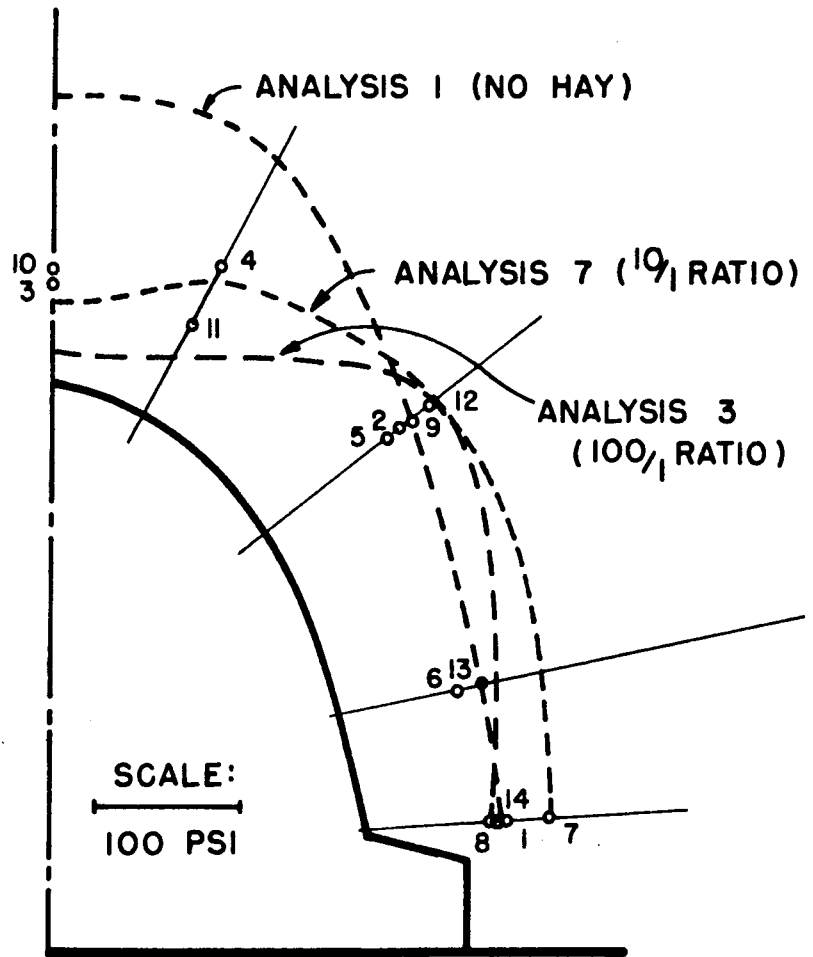 ANALYSIS 1 (NO HAY)
10
3
4
ANALYSIS 7 (10/1 RATIO)
11
12
ANALYSIS 3
(100/1 RATIO)
2
9
5
6
13
SCALE:
100 PSI
14
8
1
7